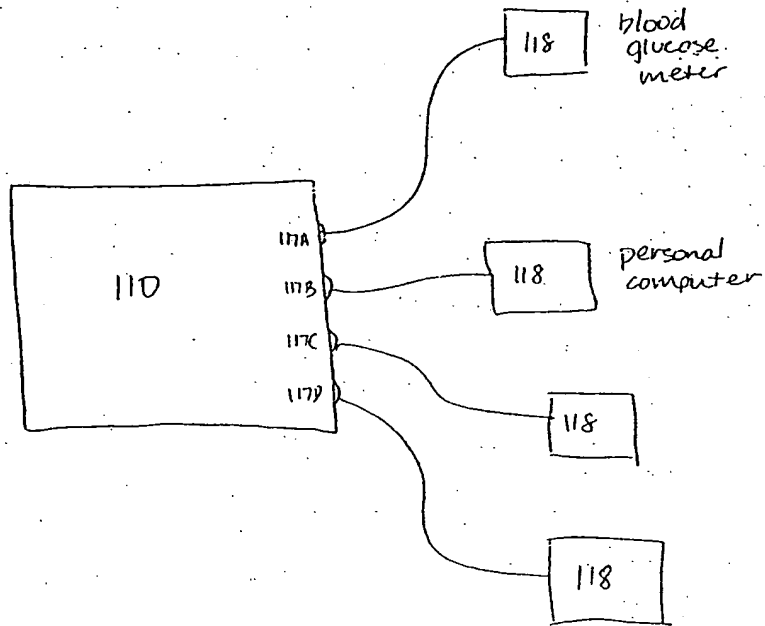 118
blood
glucose
meter
117A
110
117B
118
personal
computer
117C
117D
118
118